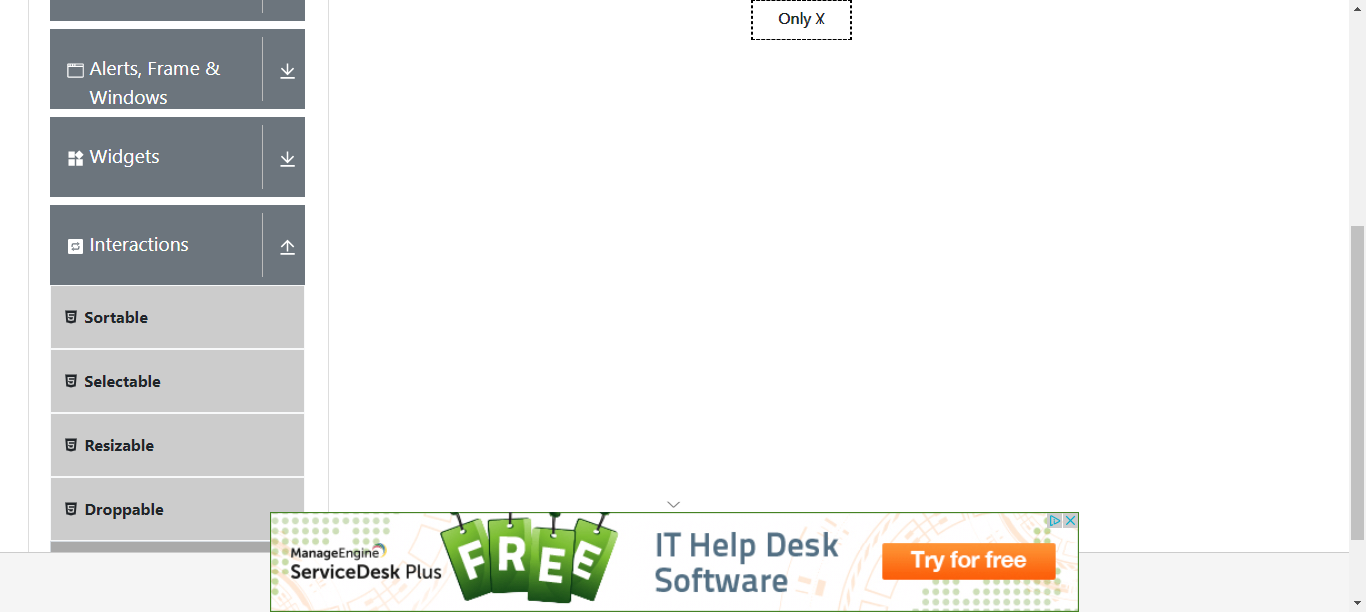 Only X
Alerts, Frame &
Windows
Widgets
Interactions
Sortable
Selectable
Resizable
Droppable
ManageEngine
ServiceDesk Plus
FREE
IT Help Desk
Software
Try for free